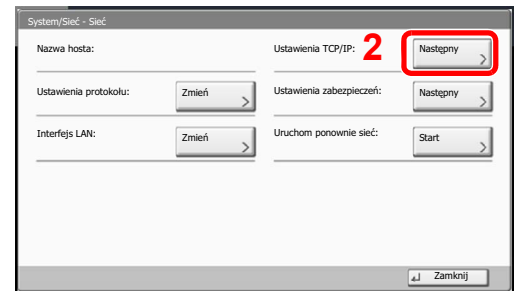 System/Sieć - Sieć
Nazwa hosta:
Ustawienia TCP/IP: 2 Następny
Ustawienia protokołu: Zmień
Ustawienia zabezpieczeń: Następny
Interfejs LAN: Zmień
Uruchom ponownie sieć: Start
Zamknij